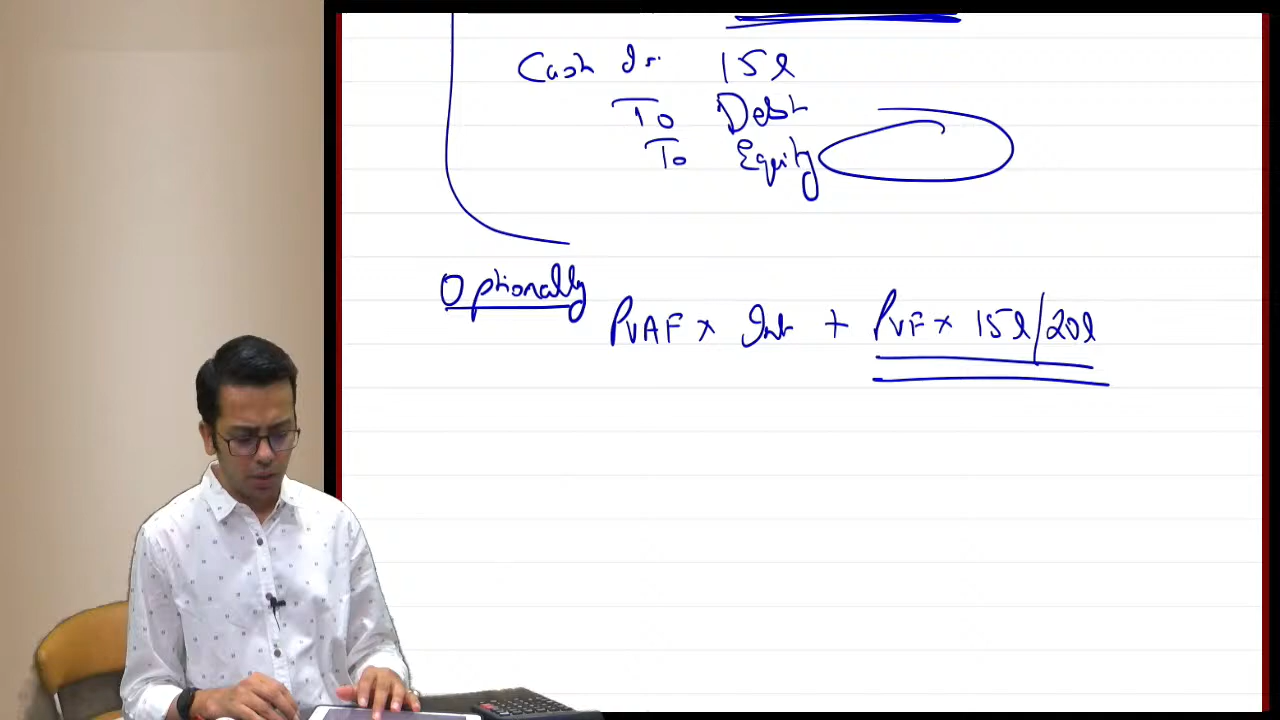 Cash Dr. 15l
To Debt
To Equity
Optionally PVAF x Int + PVF x 15l/20l